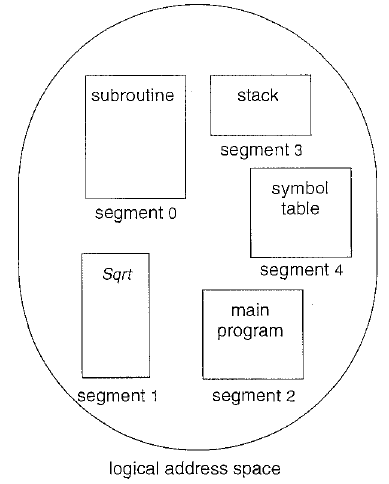 subroutine
segment 0
stack
segment 3
symbol
table
segment 4
Sqrt
segment 1
main
program
segment 2
logical address space